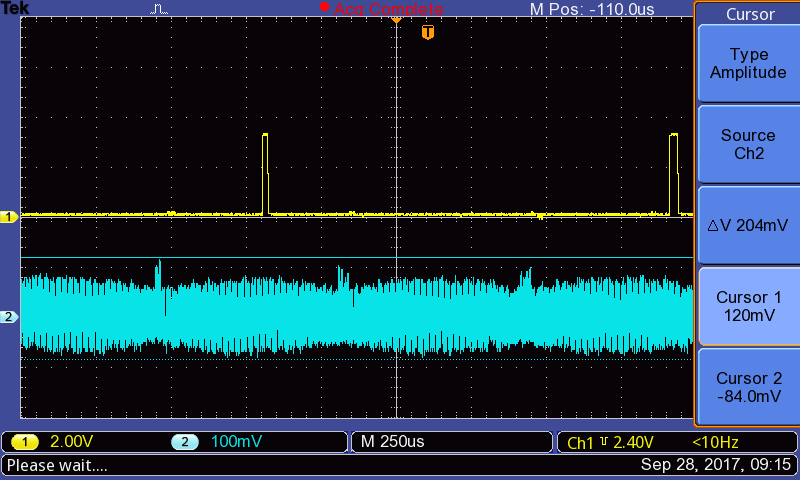 Tek Acq Complete M Pos: -110.0us
Cursor
T
Type
Amplitude
Source
Ch2
△V 204mV
1
Cursor 1
120mV
2
Cursor 2
-84.0mV
1 2.00V 2 100mV M 250us Ch1 2.40V <10Hz
Please wait.... Sep 28, 2017, 09:15